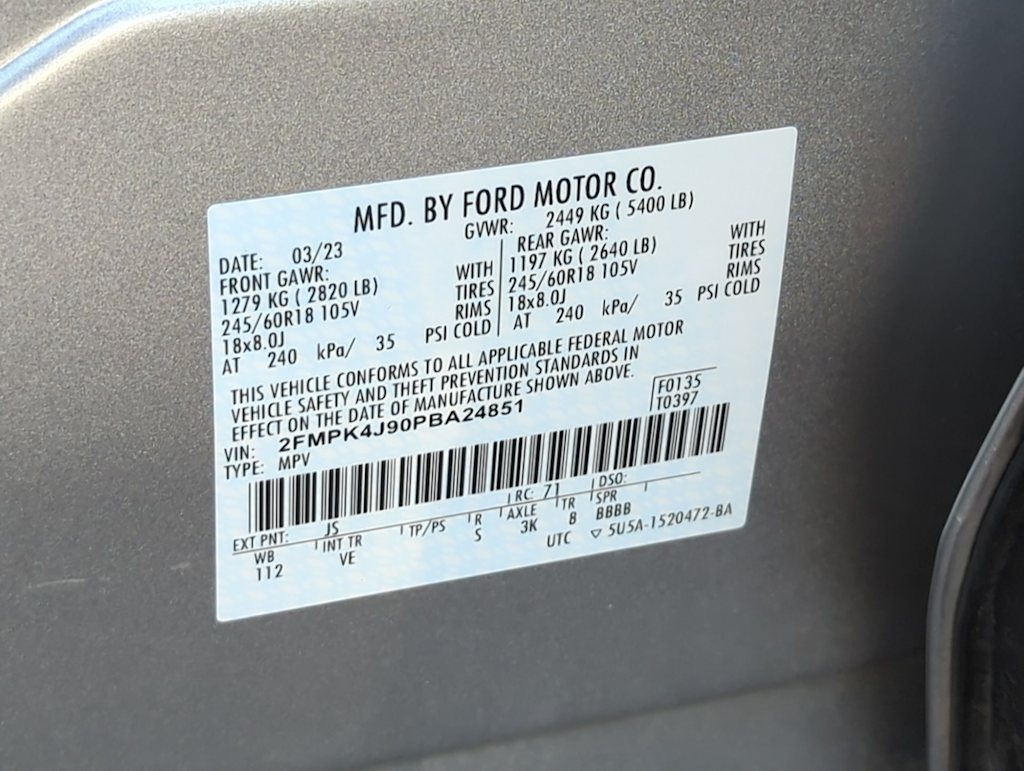 MFD. BY FORD MOTOR CO.
DATE: 03/23 GVWR: 2449 KG ( 5400 LB)
FRONT GAWR: REAR GAWR:
1279 KG ( 2820 LB) WITH 1197 KG ( 2640 LB) WITH
245/60R18 105V TIRES 245/60R18 105V TIRES
18x8.0J RIMS 18x8.0J RIMS
AT 240 kPa/ 35 PSI COLD AT 240 kPa/ 35 PSI COLD
THIS VEHICLE CONFORMS TO ALL APPLICABLE FEDERAL MOTOR
VEHICLE SAFETY AND THEFT PREVENTION STANDARDS IN
EFFECT ON THE DATE OF MANUFACTURE SHOWN ABOVE.
VIN: 2FMPK4J90PBA24851 F0135
TYPE: MPV T0397
EXT PNT: JS RC: 71 DSO:
WB INT TR TP/PS R AXLE TR SPR
112 VE S 3K 8 BBBB
UTC ▽ 5U5A-1520472-BA